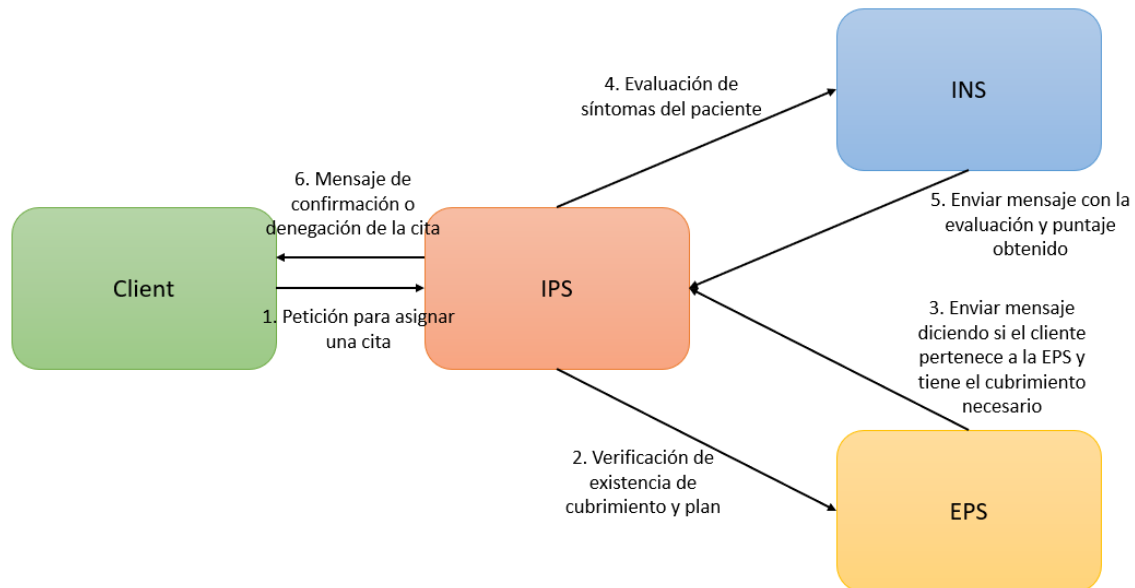 INS
4. Evaluación de
síntomas del paciente
6. Mensaje de
confirmación o
denegación de la cita
5. Enviar mensaje con la
evaluación y puntaje
obtenido
Client
IPS
1. Petición para asignar
una cita
3. Enviar mensaje
diciendo si el cliente
pertenece a la EPS y
tiene el cubrimiento
necesario
2. Verificación de
existencia de
cubrimiento y plan
EPS